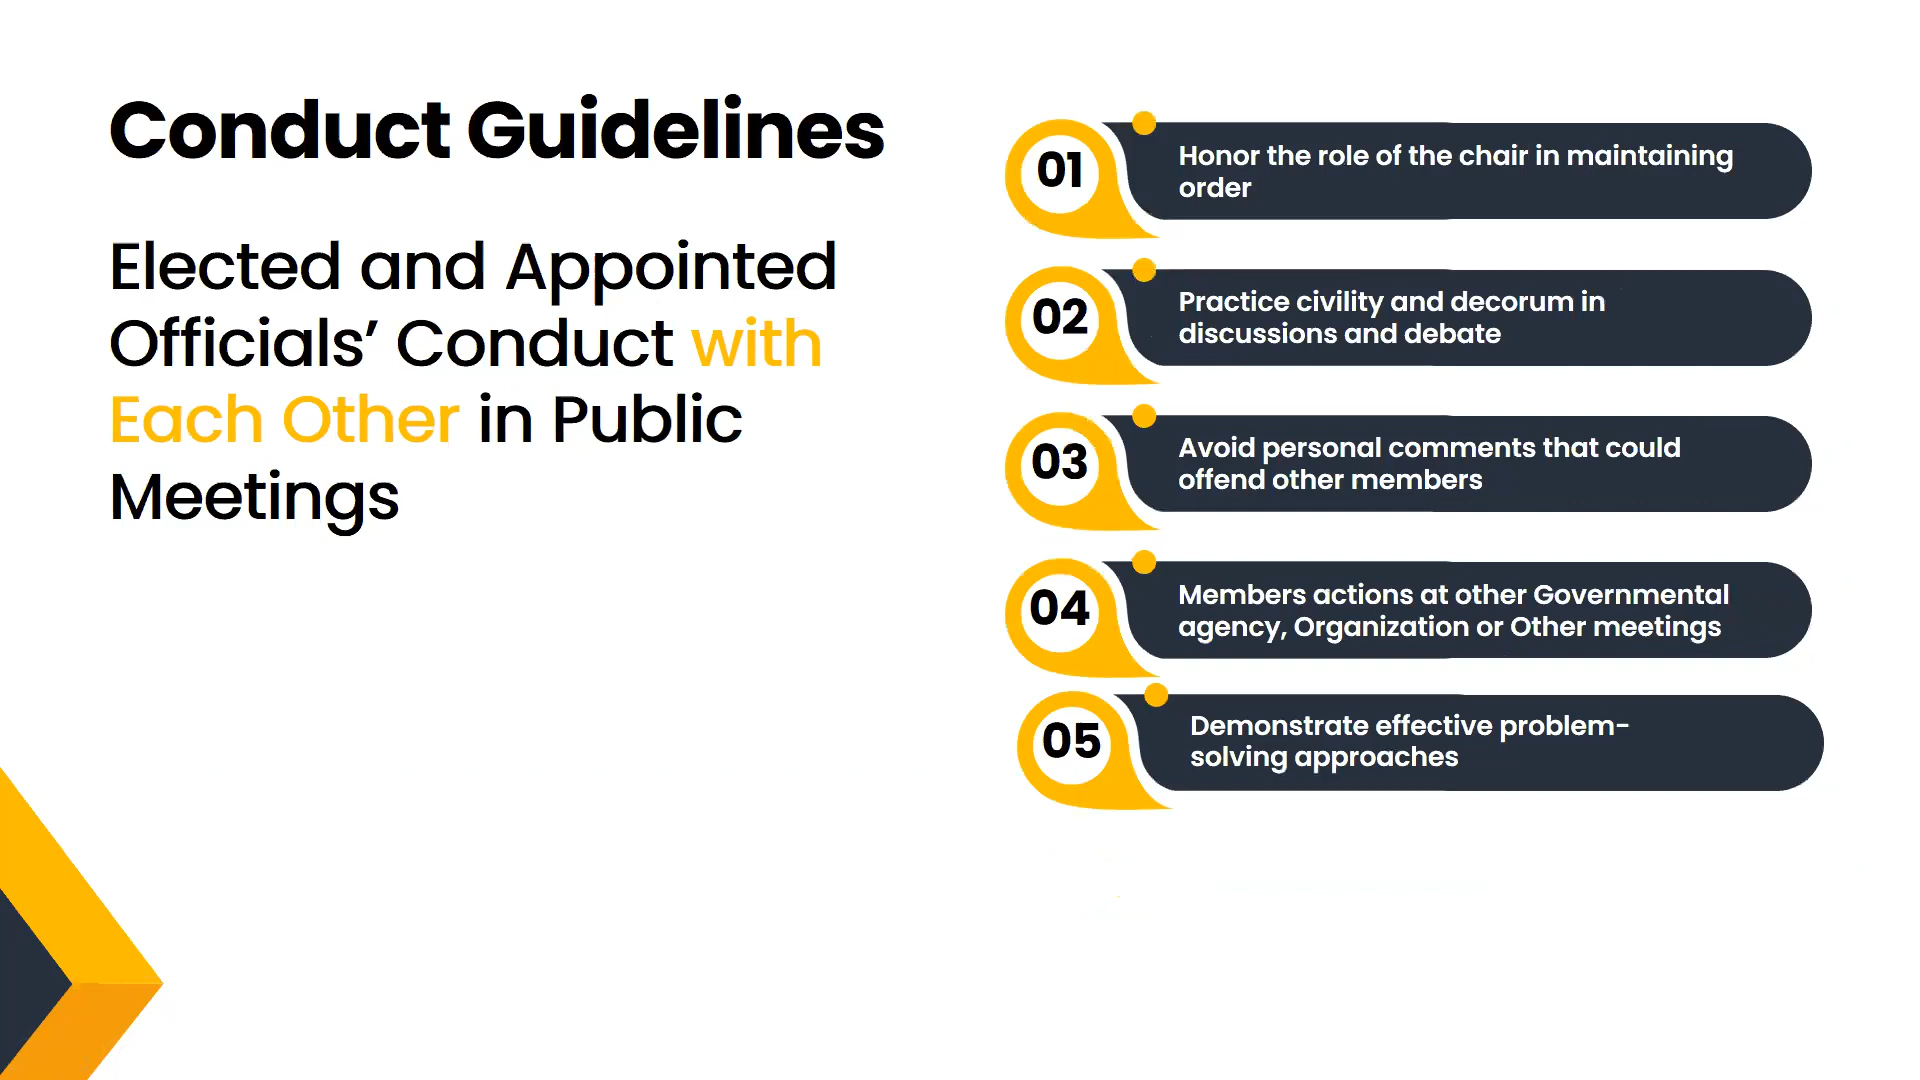 Conduct Guidelines
Elected and Appointed
Officials’ Conduct with
Each Other in Public
Meetings
01
Honor the role of the chair in maintaining
order
02
Practice civility and decorum in
discussions and debate
03
Avoid personal comments that could
offend other members
04
Members actions at other Governmental
agency, Organization or Other meetings
05
Demonstrate effective problem-
solving approaches